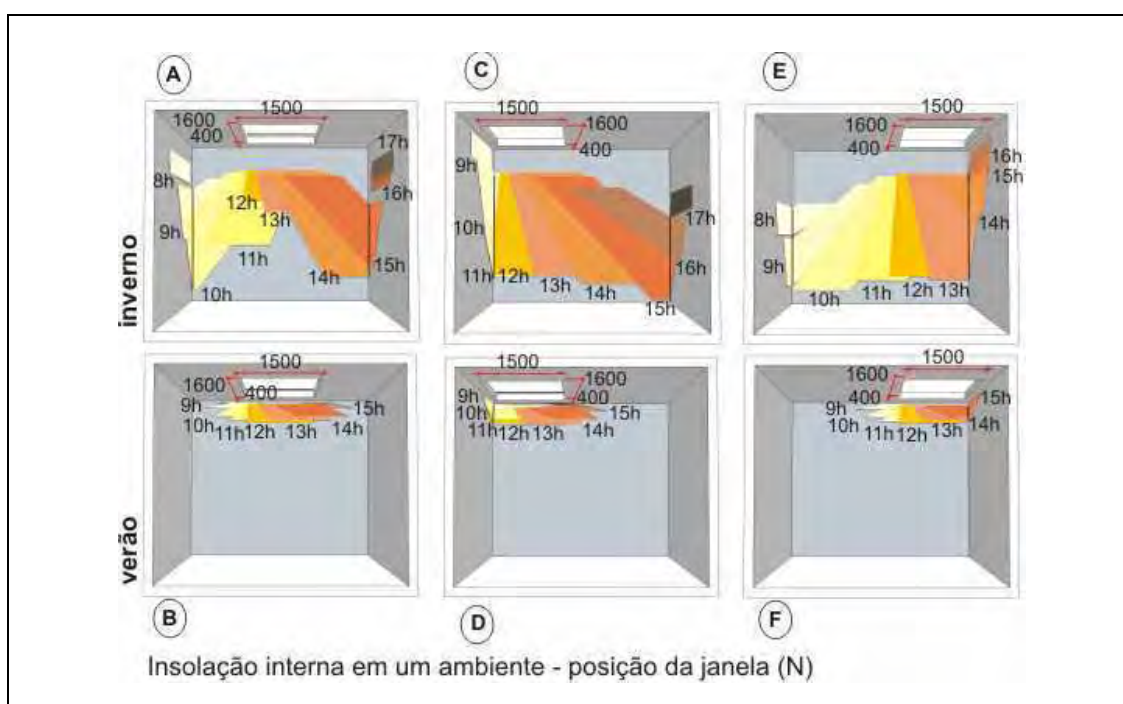 A
C
E
1500
1600
400
8h
9h
10h
11h
12h
13h
14h
15h
16h
17h
1500
1600
400
9h
10h
11h
12h
13h
14h
15h
16h
17h
1500
1600
400
8h
9h
10h
11h
12h
13h
14h
15h
16h
inverno
1500
1600
400
9h
10h
11h
12h
13h
14h
15h
1500
1600
400
9h
10h
11h
12h
13h
14h
15h
1500
1600
400
9h
10h
11h
12h
13h
14h
15h
verão
B
D
F
Insolação interna em um ambiente - posição da janela (N)